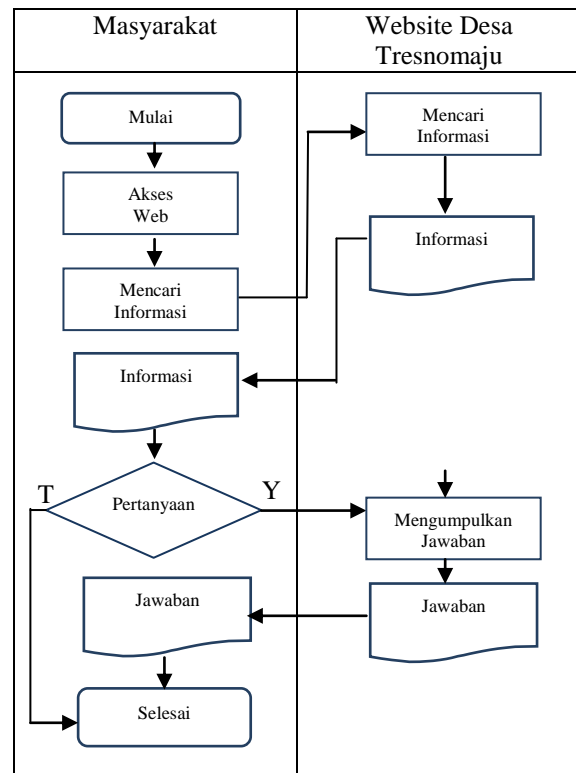 Masyarakat
Website Desa
Tresnomaju
Mulai
Mencari
Informasi
Akses
Web
Informasi
Mencari
Informasi
Informasi
T
Y
Pertanyaan
Mengumpulkan
Jawaban
Jawaban
Jawaban
Selesai